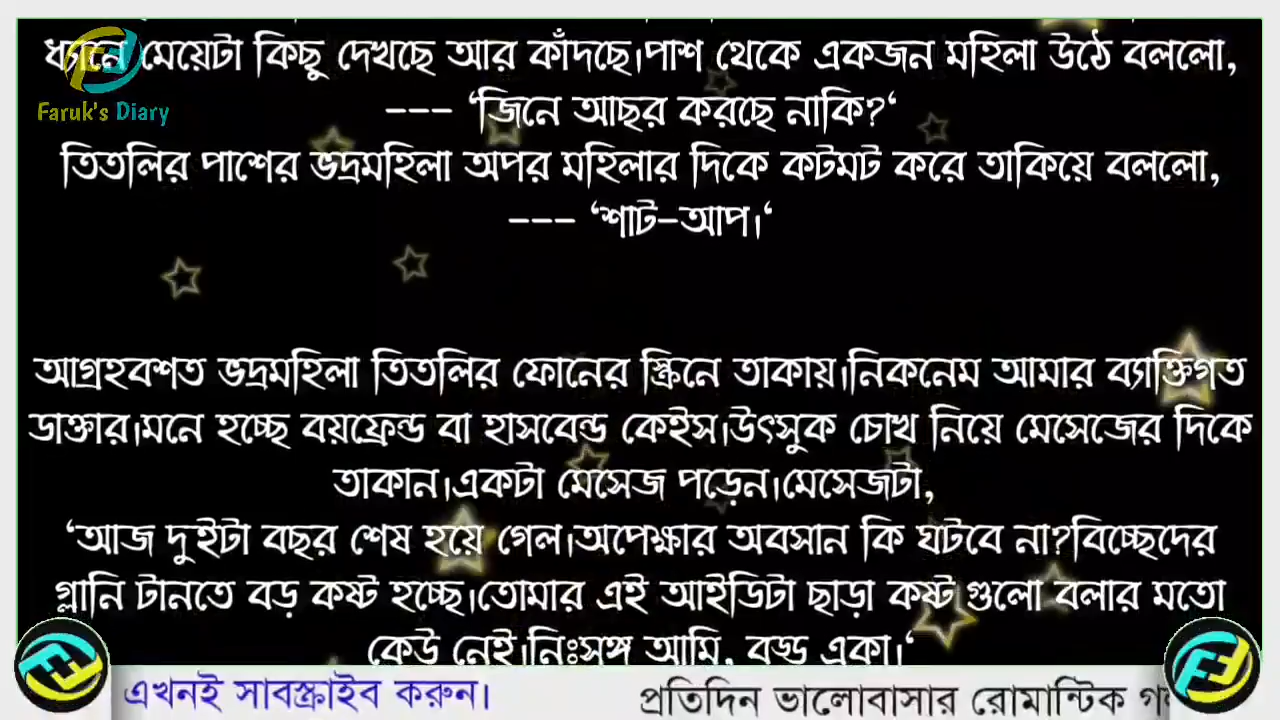 ধ্যানে মেয়েটা কিছু দেখছে আর কাঁদছে।পাশ থেকে একজন মহিলা উঠে বললো,
Faruk's Diary
--- ‘জিনে আছর করছে নাকি?‘
তিতলির পাশের ভদ্রমহিলা অপর মহিলার দিকে কটমট করে তাকিয়ে বললো,
--- ‘শাট-আপ।‘
আগ্রহবশত ভদ্রমহিলা তিতলির ফোনের স্ক্রিনে তাকায়।নিকনেম আমার ব্যাক্তিগত
ডাক্তার।মনে হচ্ছে বয়ফ্রেন্ড বা হাসবেন্ড কেইস।উৎসুক চোখ নিয়ে মেসেজের দিকে
তাকান।একটা মেসেজ পড়েন।মেসেজটা,
‘আজ দুইটা বছর শেষ হয়ে গেল।অপেক্ষার অবসান কি ঘটবে না?বিচ্ছেদের
গ্লানি টানতে বড় কষ্ট হচ্ছে।তোমার এই আইডিটা ছাড়া কষ্ট গুলো বলার মতো
কেউ নেই।নিঃসঙ্গ আমি, বড্ড একা।‘
এখনই সাবস্ক্রাইব করুন।
প্রতিদিন ভালোবাসার রোমান্টিক